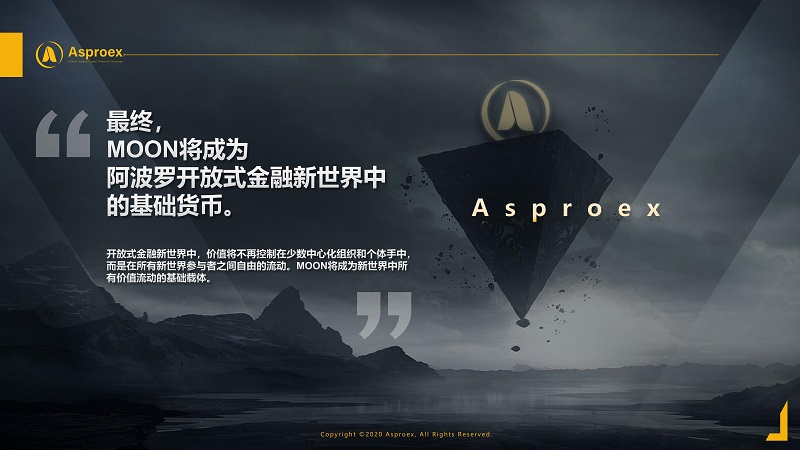 Asproex
最终，
MOON将成为
阿波罗开放式金融新世界中
的基础货币。
Asproex
开放式金融新世界中，价值将不再控制在少数中心化组织和个体手中，
而是在所有新世界参与者之间自由的流动。MOON将成为新世界中所
有价值流动的基础载体。
Copyright ©2020 Asproex, All Rights Reserved.